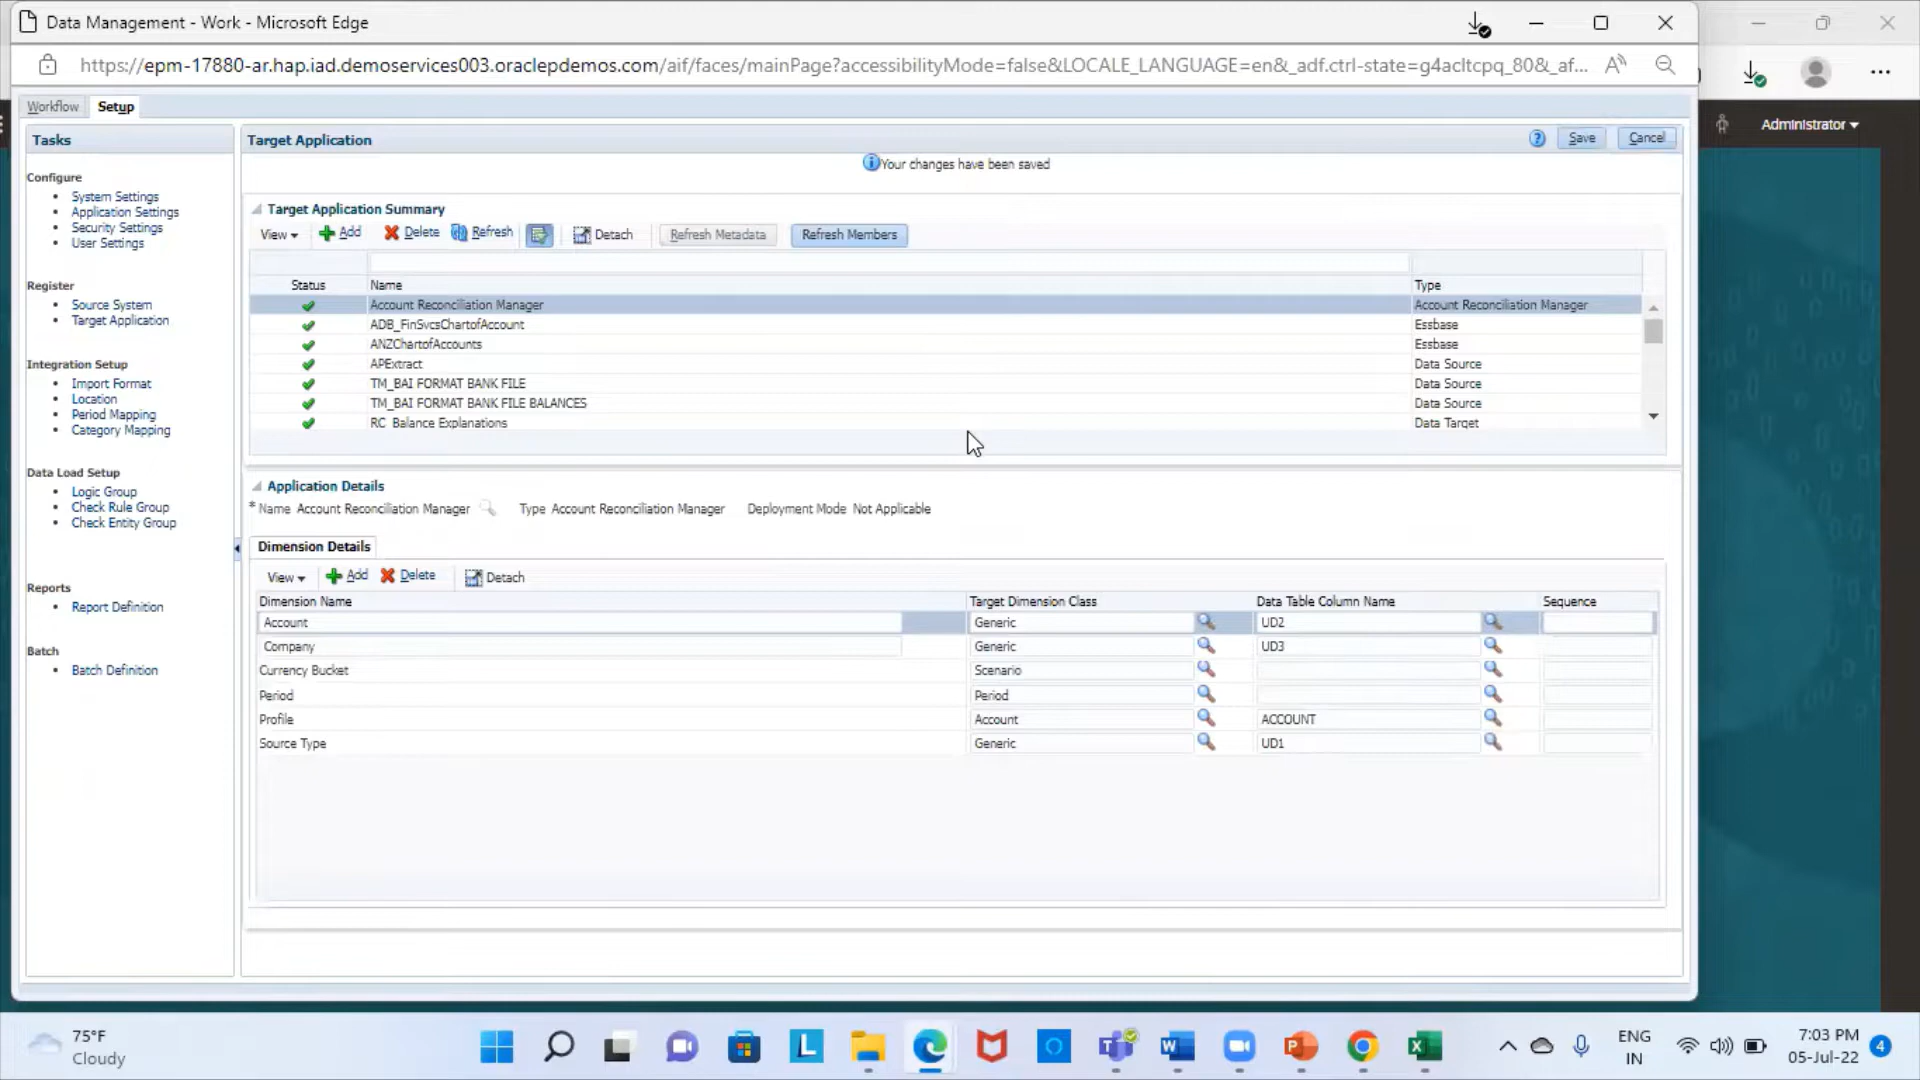 Data Management - Work - Microsoft Edge
https://epm-17880-ar.hap.iad.demoservices003.oraclepdemos.com/aif/faces/mainPage?accessibilityMode=false&LOCALE_LANGUAGE=en&_adf.ctrl-state=g4acltcpq_80&_af...
Administrator
Workflow Setup
Tasks
Configure
System Settings
Application Settings
Security Settings
User Settings
Register
Source System
Target Application
Integration Setup
Import Format
Location
Period Mapping
Category Mapping
Data Load Setup
Logic Group
Check Rule Group
Check Entity Group
Reports
Report Definition
Batch
Batch Definition
Target Application
Save Cancel
Your changes have been saved
Target Application Summary
View Add Delete Refresh Detach Refresh Metadata Refresh Members
Status Name Type
Account Reconciliation Manager Account Reconciliation Manager
ADB_FinSvcsChartofAccount Essbase
ANZChartofAccounts Essbase
APExtract Data Source
TM_BAI FORMAT BANK FILE Data Source
TM_BAI FORMAT BANK FILE BALANCES Data Source
RC Balance Explanations Data Target
Application Details
* Name Account Reconciliation Manager Type Account Reconciliation Manager Deployment Mode Not Applicable
Dimension Details
View Add Delete Detach
Dimension Name Target Dimension Class Data Table Column Name Sequence
Account Generic UD2
Company Generic UD3
Currency Bucket Scenario
Period Period
Profile Account ACCOUNT
Source Type Generic UD1
75°F
Cloudy
ENG
IN
7:03 PM
05-Jul-22
4